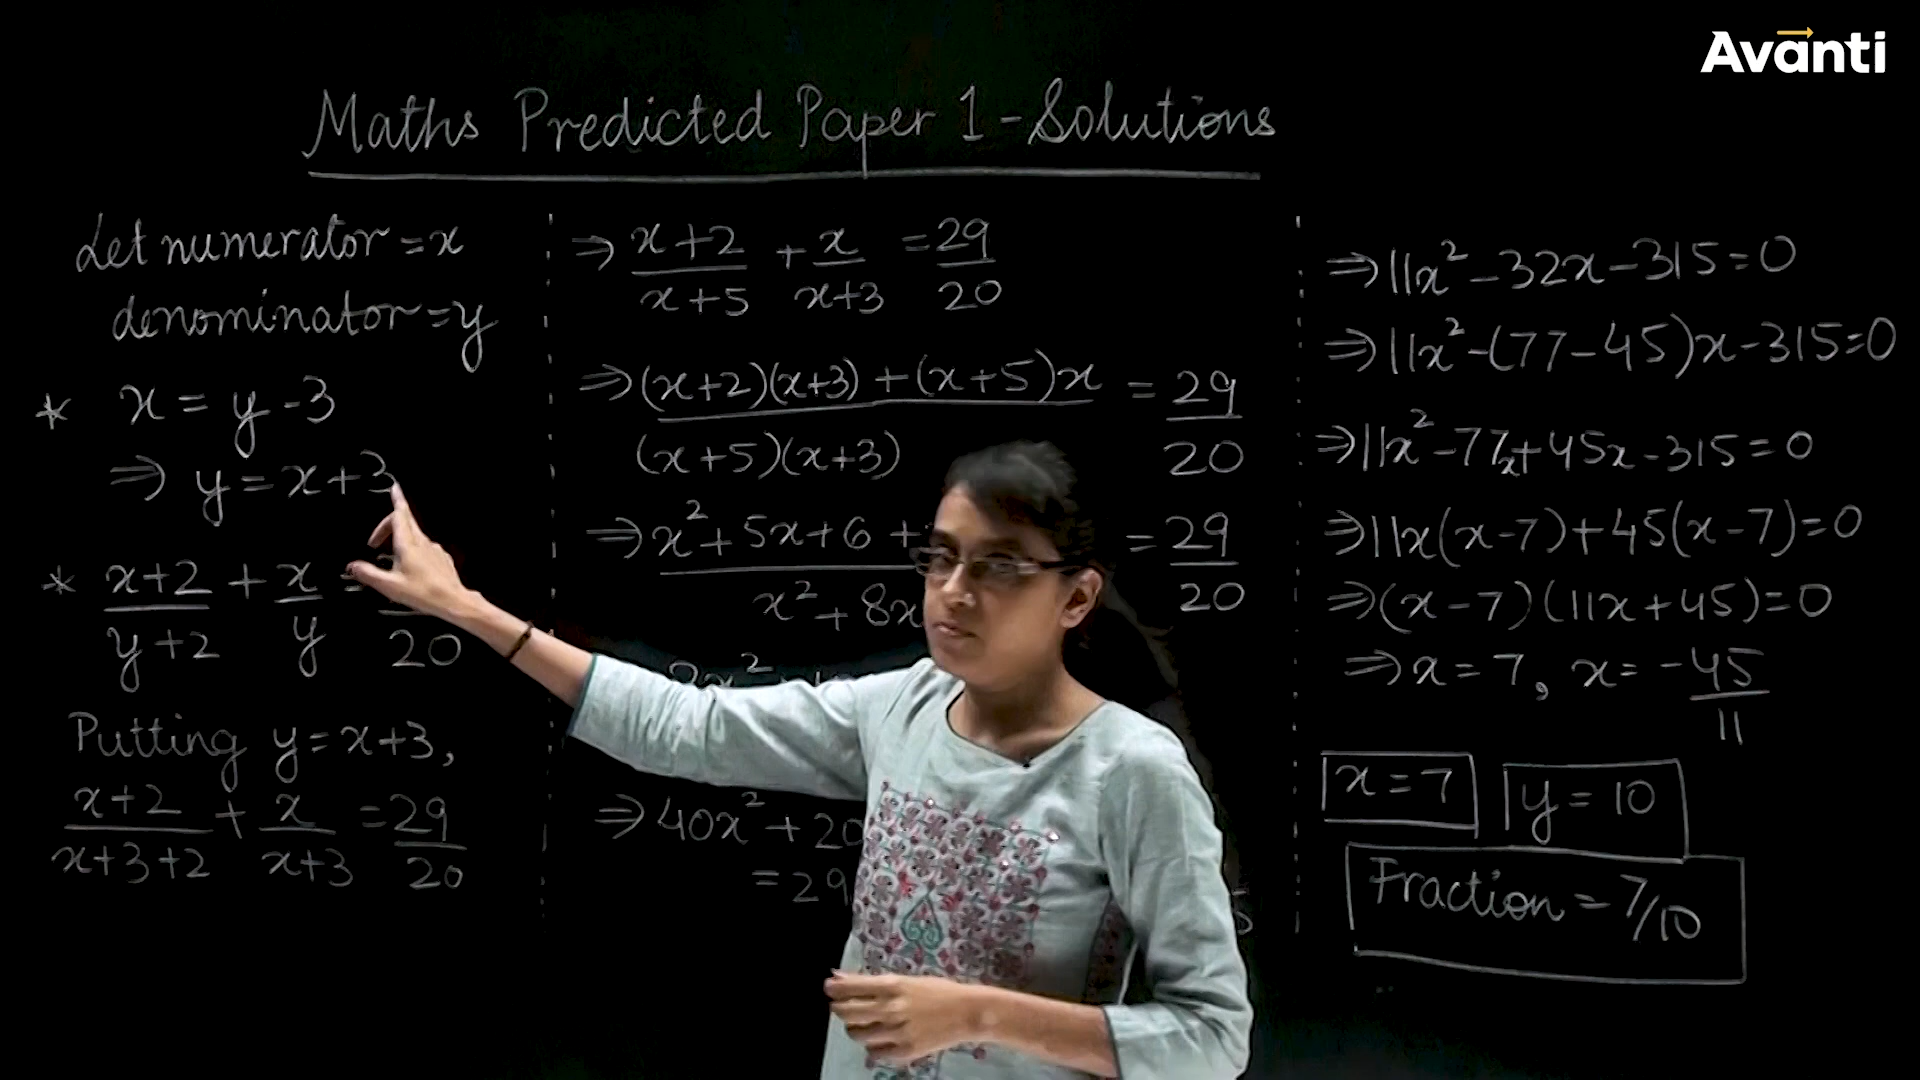 Avanti
Maths Predicted Paper 1 - Solutions
Let numerator = x
denominator = y
* x = y - 3
⇒ y = x + 3
* (x+2)/(y+2) + x/y = /20
Putting y = x+3,
(x+2)/(x+3+2) + x/(x+3) = 29/20
⇒ (x+2)/(x+5) + x/(x+3) = 29/20
⇒ ((x+2)(x+3) + (x+5)x)/((x+5)(x+3)) = 29/20
⇒ (x² + 5x + 6 +)/(x² + 8x) = 29/20
⇒ 40x² + 20
= 29
⇒ 11x² - 32x - 315 = 0
⇒ 11x² - (77 - 45)x - 315 = 0
⇒ 11x² - 77x + 45x - 315 = 0
⇒ 11x(x - 7) + 45(x - 7) = 0
⇒ (x - 7)(11x + 45) = 0
⇒ x = 7, x = -45/11
x = 7 y = 10
Fraction = 7/10